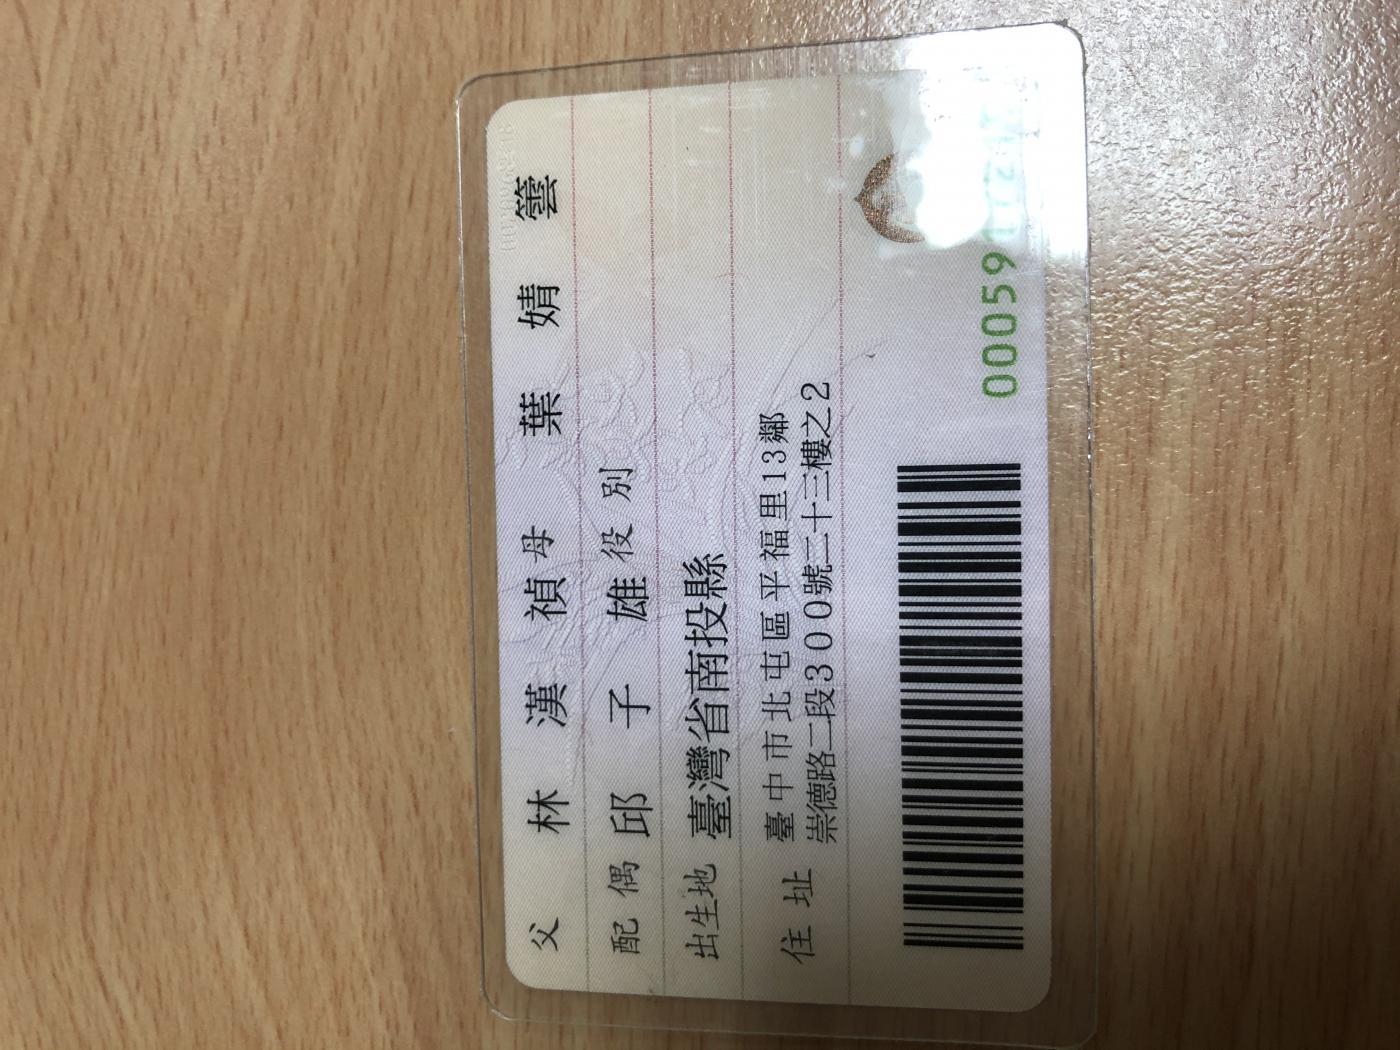 父 林漢禎 母 葉婧
配偶 邱子雄 役別
出生地 臺灣省南投縣
住址 臺中市北屯區平福里13鄰
崇德路二段300號二十三樓之2
00059